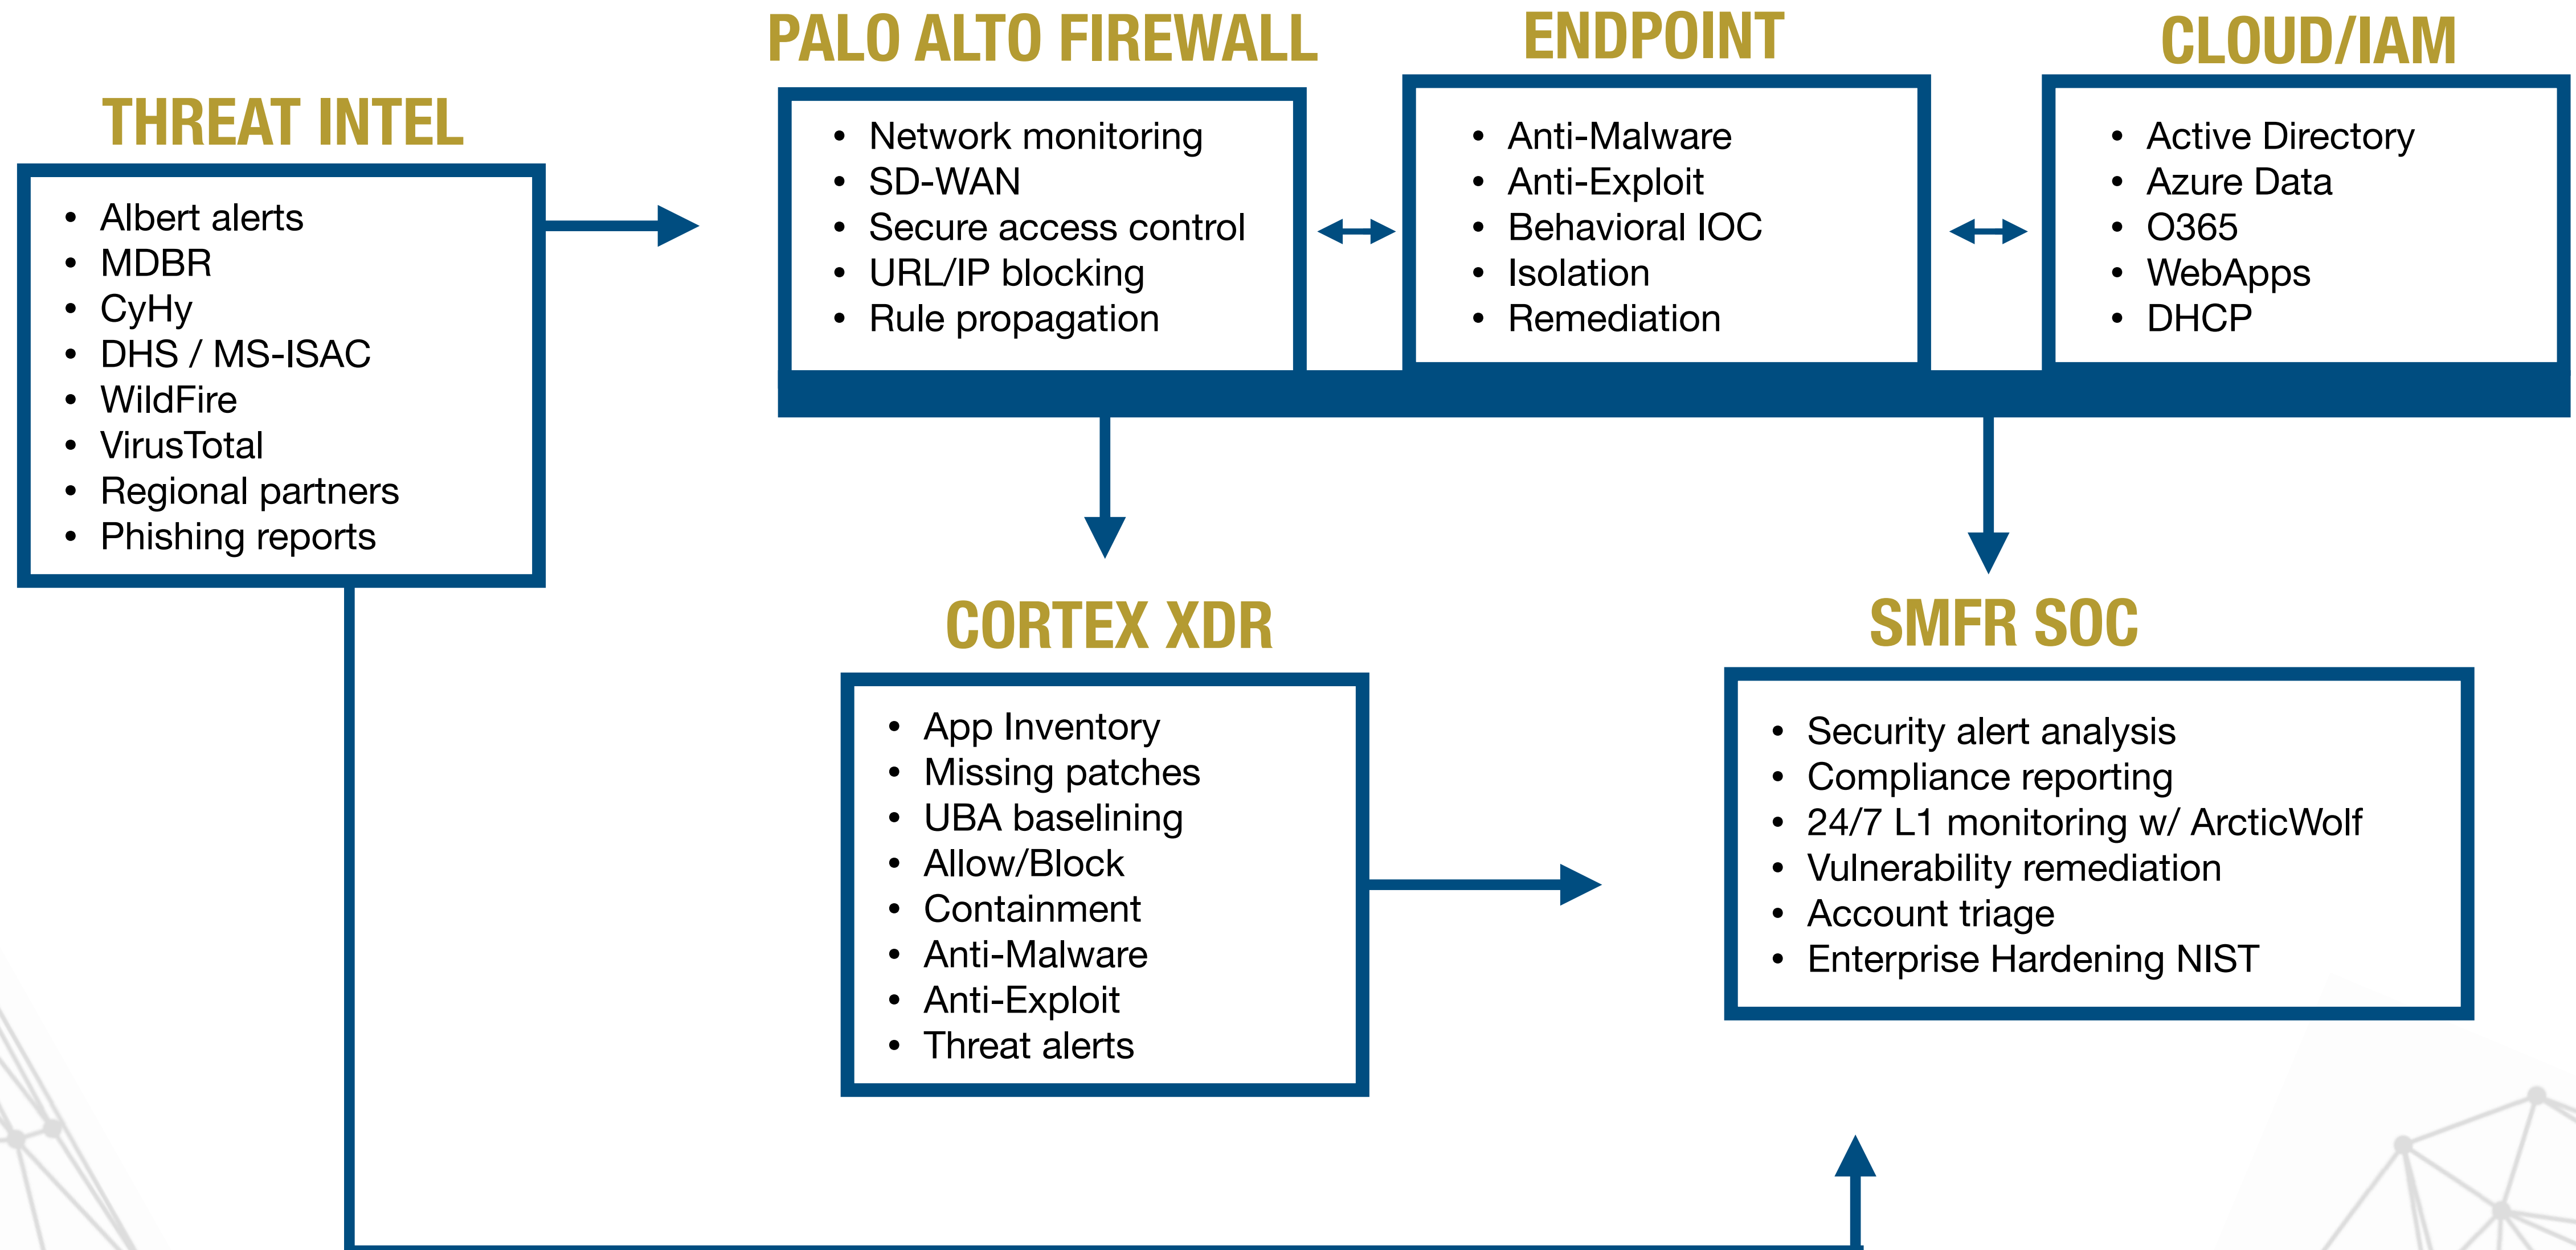 THREAT INTEL
• Albert alerts
• MDBR
• CyHy
• DHS / MS-ISAC
• WildFire
• VirusTotal
• Regional partners
• Phishing reports
PALO ALTO FIREWALL
• Network monitoring
• SD-WAN
• Secure access control
• URL/IP blocking
• Rule propagation
ENDPOINT
• Anti-Malware
• Anti-Exploit
• Behavioral IOC
• Isolation
• Remediation
CLOUD/IAM
• Active Directory
• Azure Data
• O365
• WebApps
• DHCP
CORTEX XDR
• App Inventory
• Missing patches
• UBA baselining
• Allow/Block
• Containment
• Anti-Malware
• Anti-Exploit
• Threat alerts
SMFR SOC
• Security alert analysis
• Compliance reporting
• 24/7 L1 monitoring w/ ArcticWolf
• Vulnerability remediation
• Account triage
• Enterprise Hardening NIST